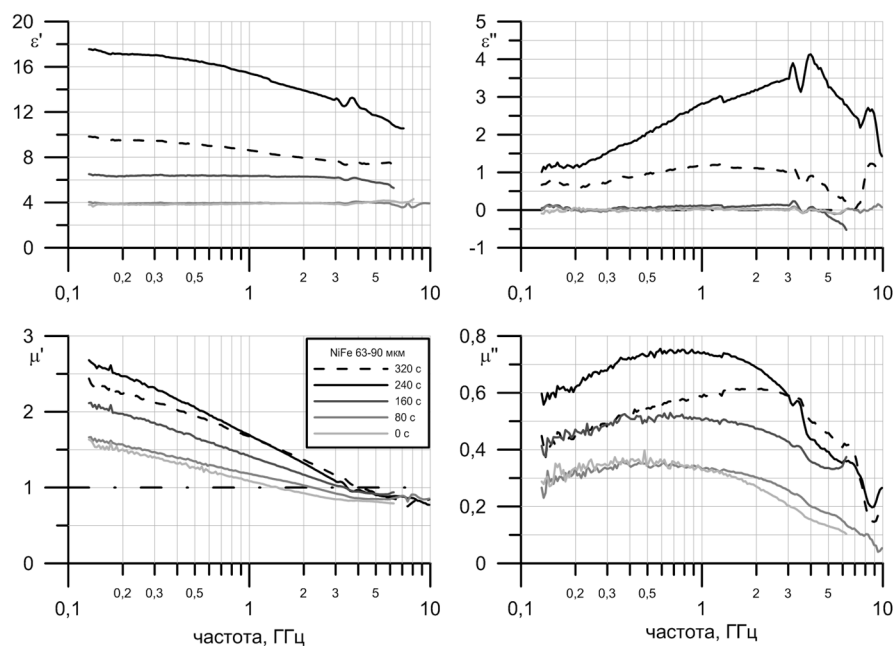 20
ε'
16
12
8
4
0
0,1 0,2 0,3 0,5 1 3 5 10
5
ε"
4
3
2
1
0
-1
0,1 0,2 0,3 0,5 1 2 3 5 10
3
μ'
2
1
0
0,1 0,2 0,3 0,5 1 2 3 5 10
частота, ГГц
NiFe 63-90 мкм
320 с
240 с
160 с
80 с
0 с
0,8
μ"
0,6
0,4
0,2
0
0,1 0,2 0,3 0,5 1 2 3 5 10
частота, ГГц